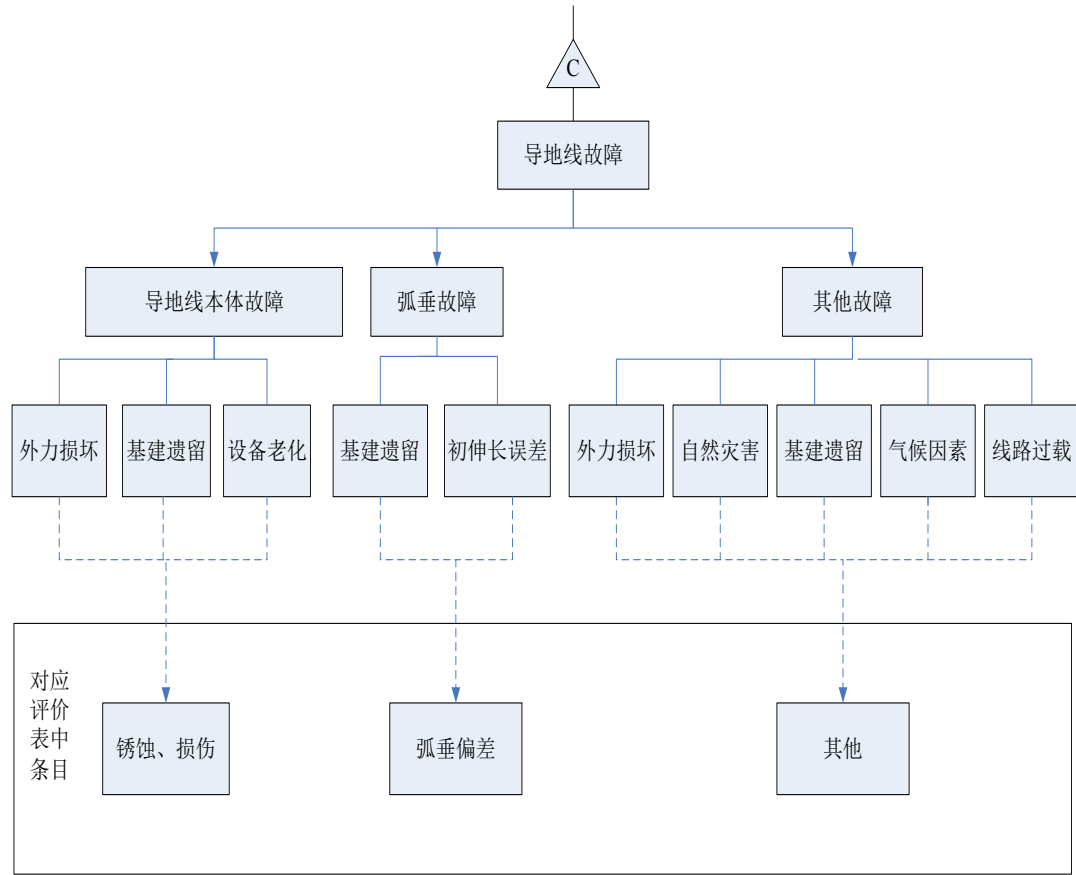 C
导地线故障
导地线本体故障
弧垂故障
其他故障
外力损坏
基建遗留
设备老化
基建遗留
初伸长误差
外力损坏
自然灾害
基建遗留
气候因素
线路过载
对应
评价
表中
条目
锈蚀、损伤
弧垂偏差
其他